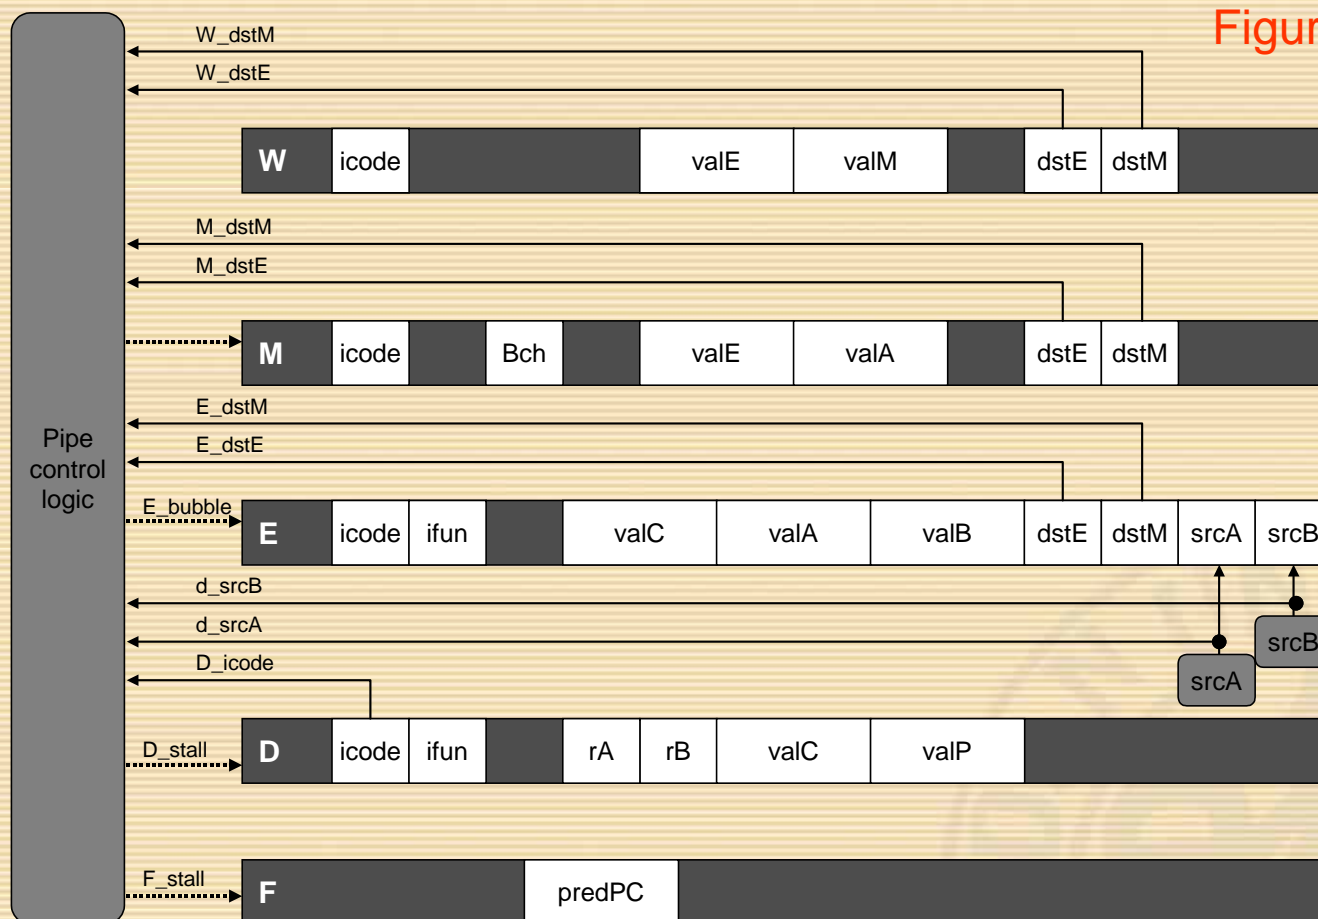 Figur
W_dstM
W_dstE
W icode valE valM dstE dstM
M_dstM
M_dstE
M icode Bch valE valA dstE dstM
E_dstM
E_dstE
Pipe
control
logic
E_bubble
E icode ifun valC valA valB dstE dstM srcA srcB
d_srcB
d_srcA
srcB
D_icode
srcA
D_stall
D icode ifun rA rB valC valP
F_stall
F predPC